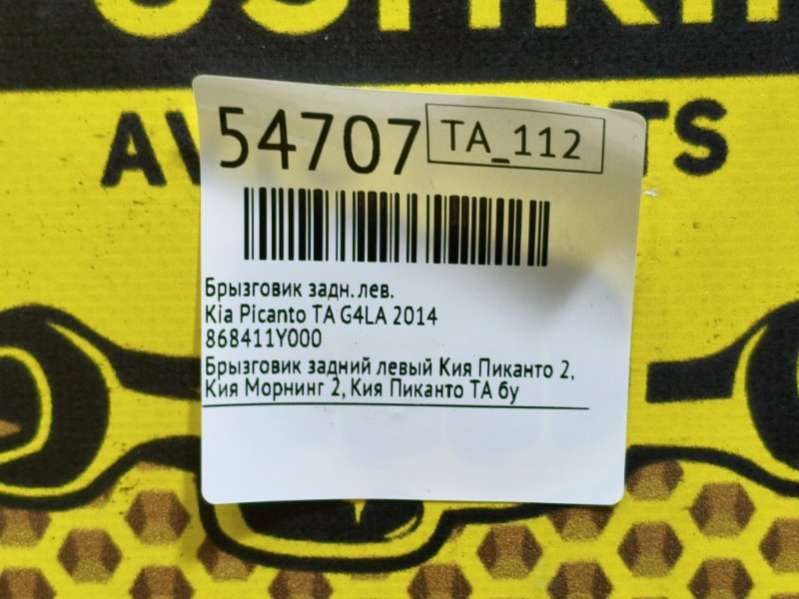 54707 TA_112
Брызговик задн. лев.
Kia Picanto TA G4LA 2014
868411Y000
Брызговик задний левый Кия Пиканто 2,
Кия Морнинг 2, Кия Пиканто ТА бу